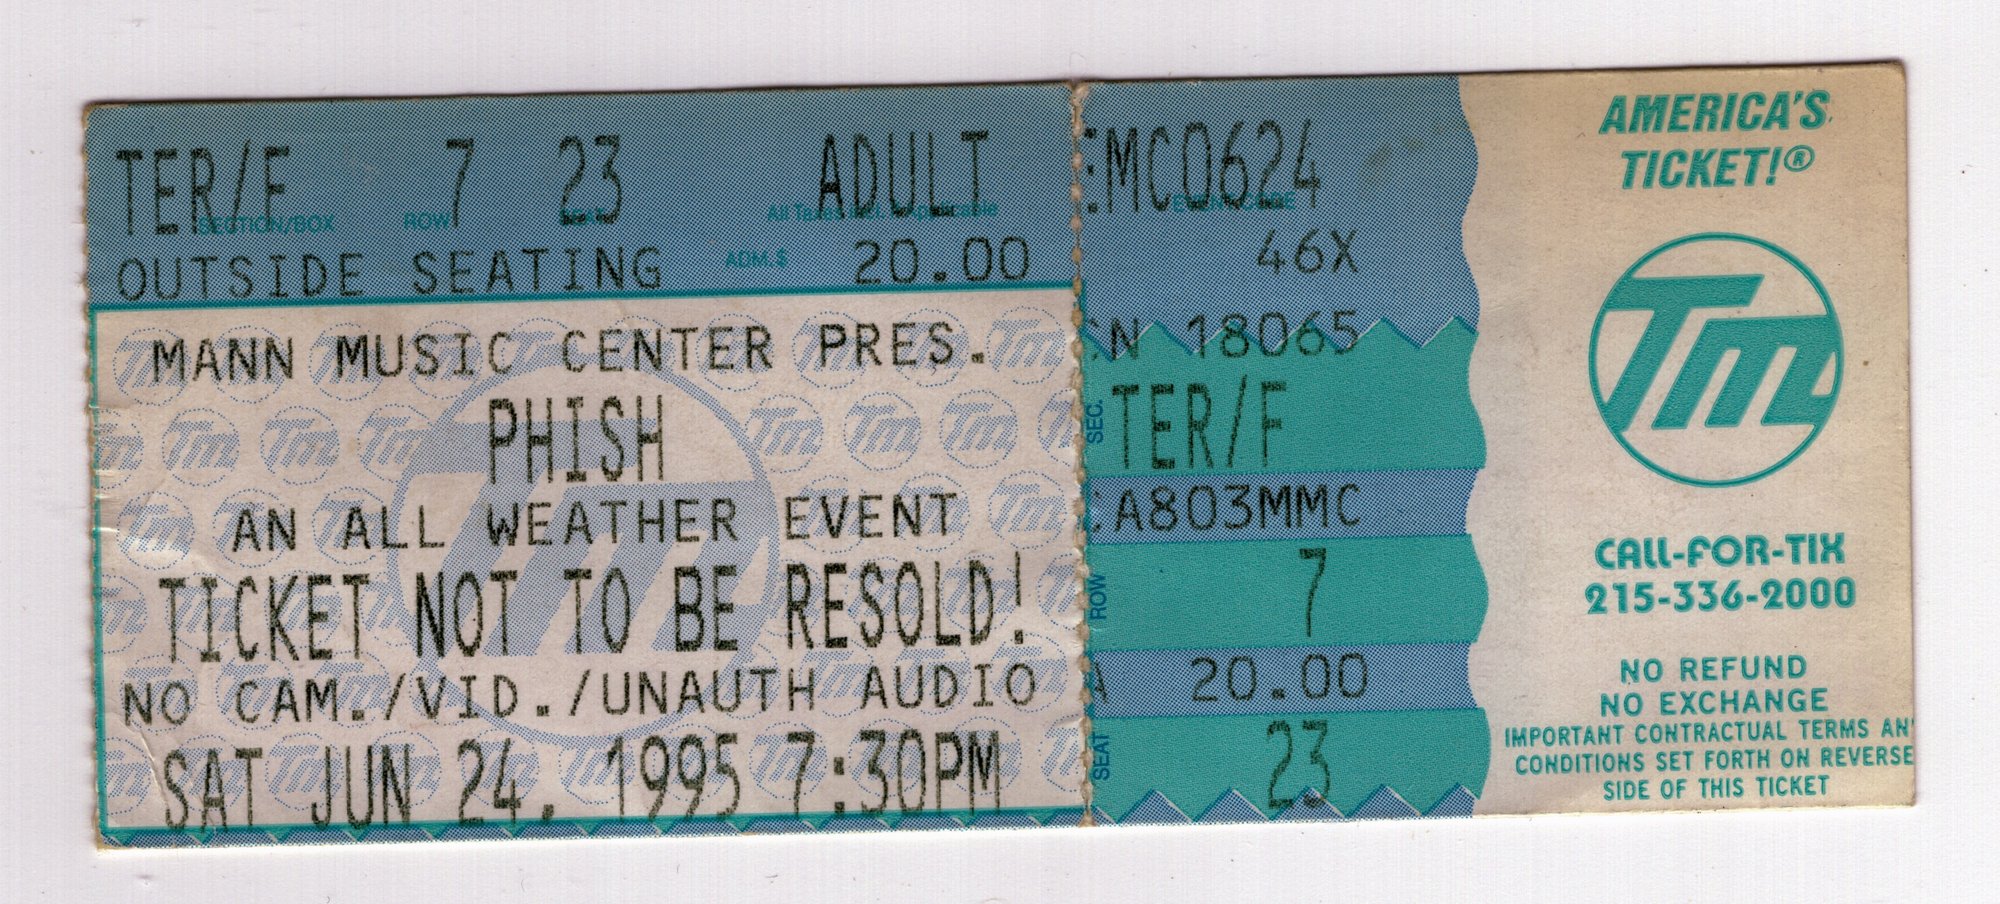 TER/F 7 23 ADULT
SECTION/BOX ROW SEAT All Taxes Incl. If Applicable
OUTSIDE SEATING ADM. $ 20.00
MANN MUSIC CENTER PRES.
PHISH
AN ALL WEATHER EVENT
TICKET NOT TO BE RESOLD!
NO CAM./VID./UNAUTH AUDIO
SAT JUN 24, 1995 7:30PM
:MC0624
EVENT CODE
46X
CN 18065
SEC. TER/F
CA803MMC
ROW 7
A 20.00
SEAT 23
AMERICA'S
TICKET!®
TM
CALL-FOR-TIX
215-336-2000
NO REFUND
NO EXCHANGE
IMPORTANT CONTRACTUAL TERMS AN
CONDITIONS SET FORTH ON REVERSE
SIDE OF THIS TICKET